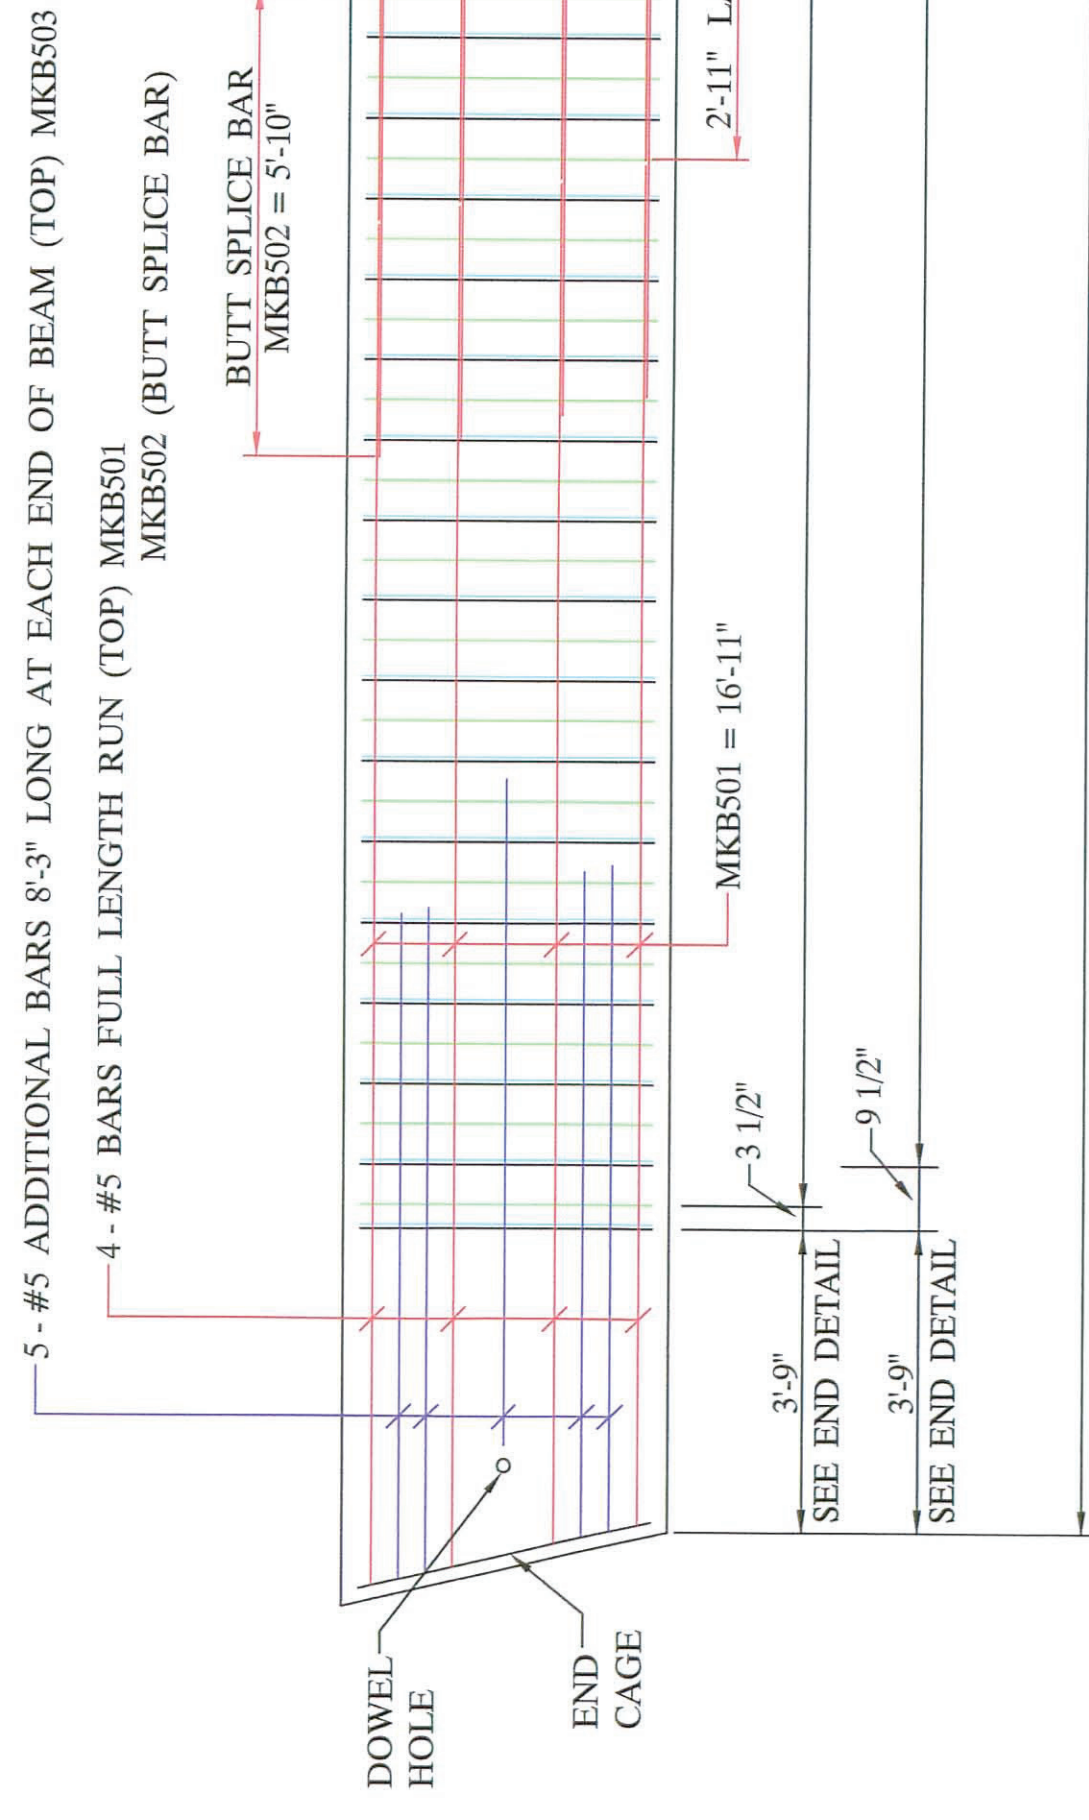 5 - #5 ADDITIONAL BARS 8'-3" LONG AT EACH END OF BEAM (TOP) MKB503
4 - #5 BARS FULL LENGTH RUN (TOP) MKB501
MKB502 (BUTT SPLICE BAR)
BUTT SPLICE BAR
MKB502 = 5'-10"
DOWEL
HOLE
END
CAGE
2'-11"
MKB501 = 16'-11"
3 1/2"
3'-9"
SEE END DETAIL
9 1/2"
3'-9"
SEE END DETAIL